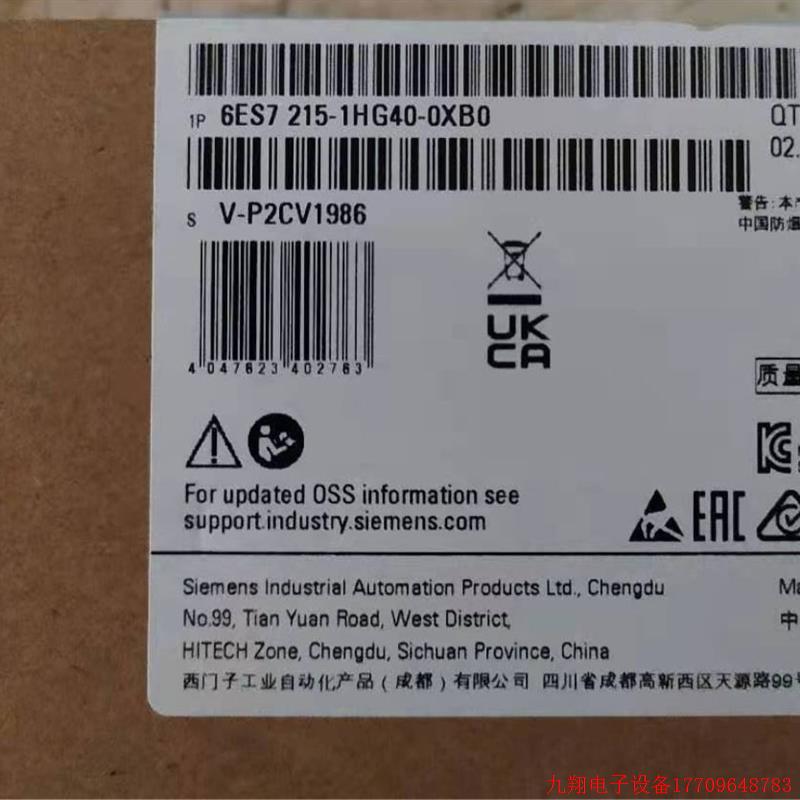 1P 6ES7 215-1HG40-0XB0
QT
02.
S V-P2CV1986
警告:本
中国防爆
UK
CA
4 047623 402763
质量
For updated OSS information see
support.industry.siemens.com
EAC
Siemens Industrial Automation Products Ltd., Chengdu
Ma
No.99, Tian Yuan Road, West District,
中
HITECH Zone, Chengdu, Sichuan Province, China
西门子工业自动化产品(成都)有限公司 四川省成都高新西区天源路99号
九翔电子设备17709648783